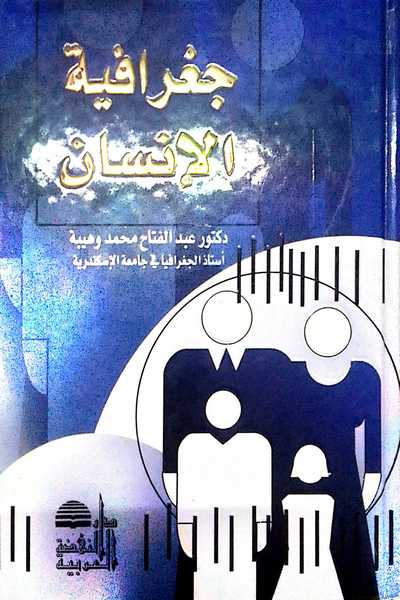 جغرافية
الإنسان
دكتور عبد الفتاح محمد وهيبة
أستاذ الجغرافيا في جامعة الإسكندرية
دار
النهضة
العربية